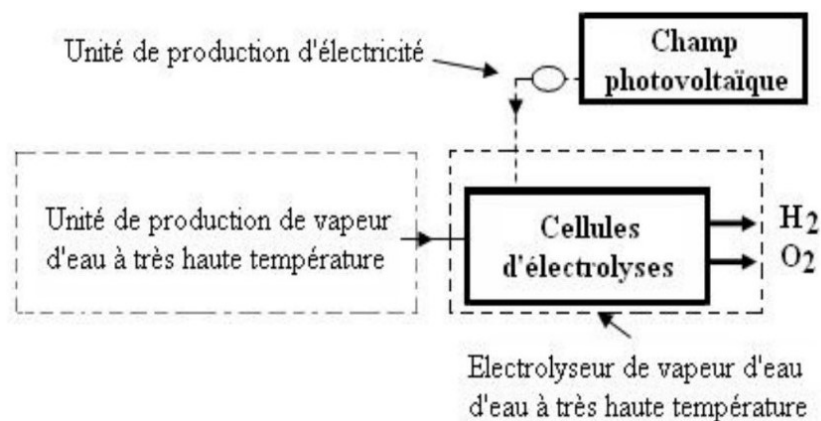 Unité de production d'électricité
Champ
photovoltaïque
Unité de production de vapeur
d'eau à très haute température
Cellules
d'électrolyses
H2
O2
Electrolyseur de vapeur d'eau
d'eau à très haute température